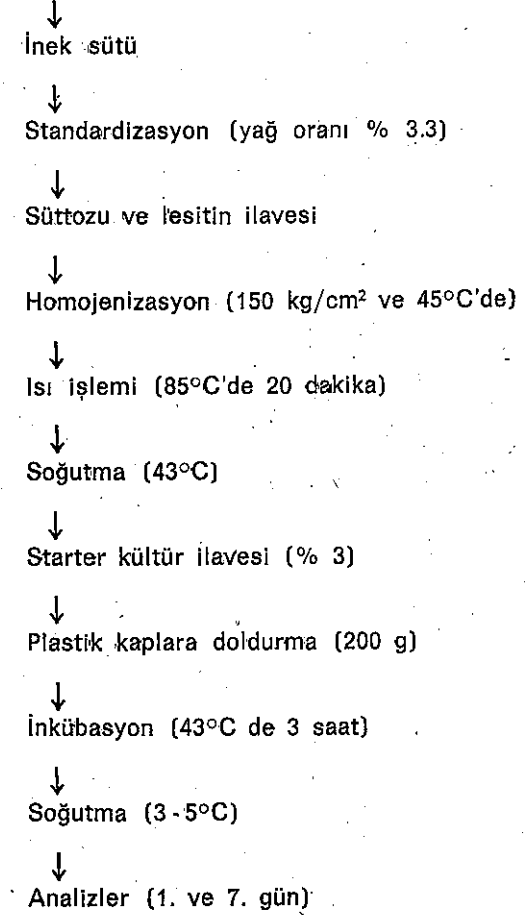 ↓
İnek sütü
↓
Standardizasyon (yağ oranı % 3.3)
↓
Süttozu ve lesitin ilavesi
↓
Homojenizasyon (150 kg/cm² ve 45°C'de)
↓
Isı işlemi (85°C'de 20 dakika)
↓
Soğutma (43°C)
↓
Starter kültür ilavesi (% 3)
↓
Plastik kaplara doldurma (200 g)
↓
İnkübasyon (43°C de 3 saat)
↓
Soğutma (3-5°C)
↓
Analizler (1. ve 7. gün)